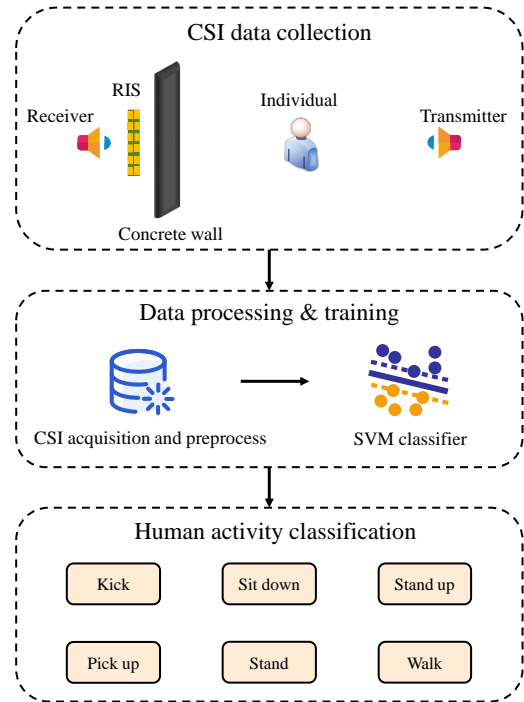 CSI data collection
RIS
Receiver
Individual
Transmitter
Concrete wall
Data processing & training
CSI acquisition and preprocess
SVM classifier
Human activity classification
Kick
Sit down
Stand up
Pick up
Stand
Walk